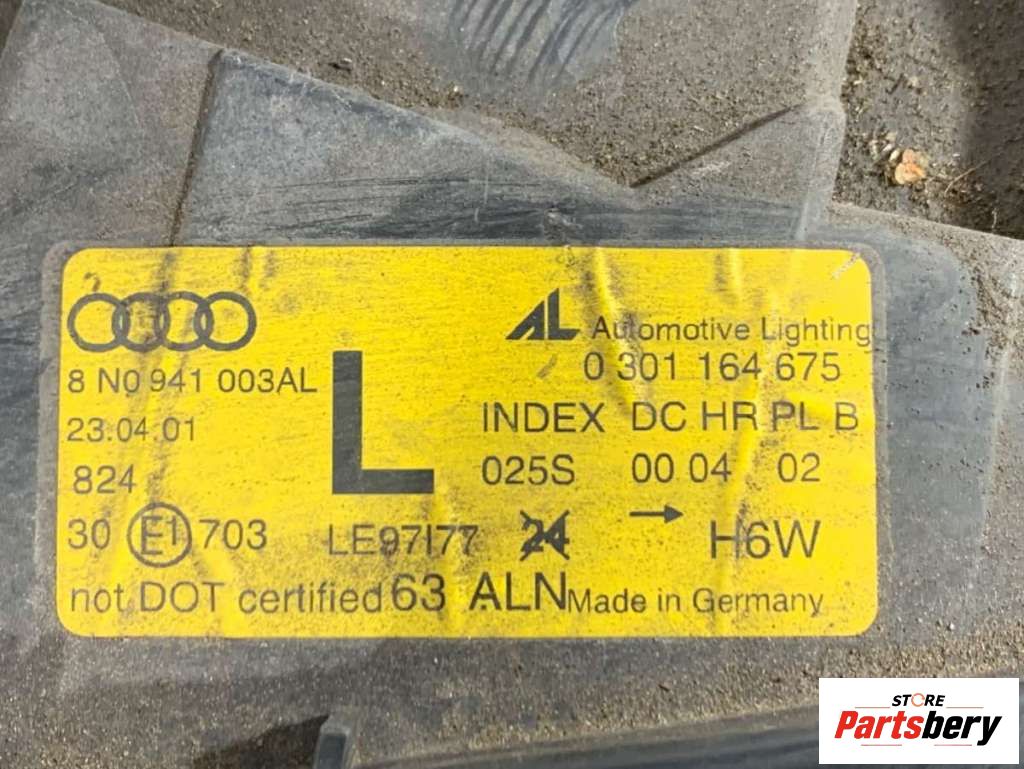 AL Automotive Lighting
8 N0 941 003AL
L
0 301 164 675
23.04.01
INDEX DC HR PL B
824
025S 00 04 02
30 E1 703
LE97I77 24 → H6W
not DOT certified 63 ALN Made in Germany
STORE
Partsbery